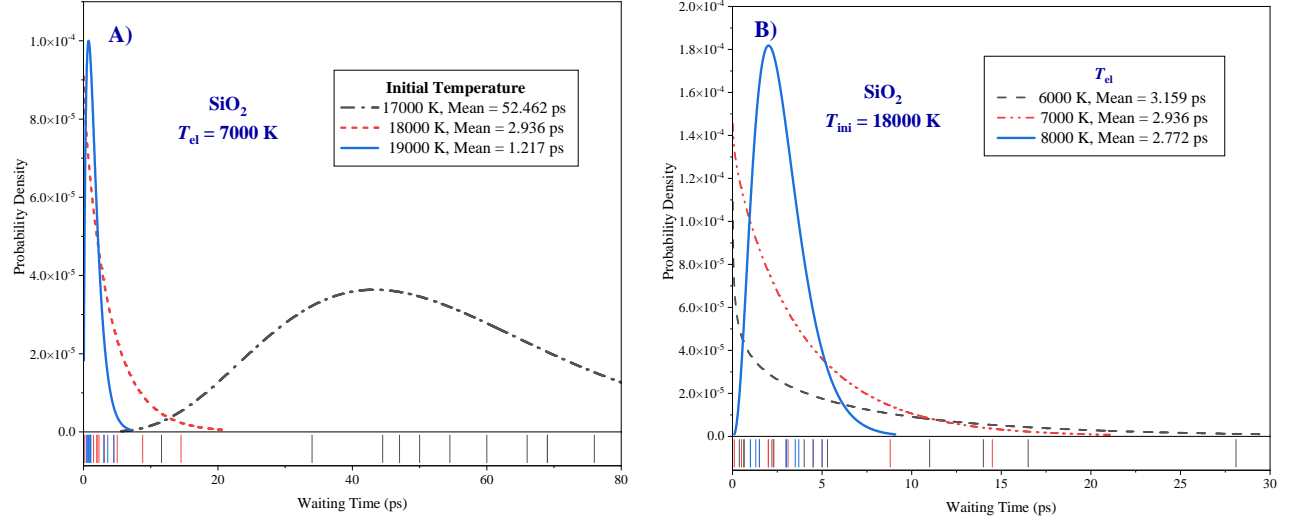 A)
SiO₂
T_el = 7000 K
Initial Temperature
17000 K, Mean = 52.462 ps
18000 K, Mean = 2.936 ps
19000 K, Mean = 1.217 ps
Probability Density
1.0×10⁻⁴
8.0×10⁻⁵
6.0×10⁻⁵
4.0×10⁻⁵
2.0×10⁻⁵
0.0
0 20 40 60 80
Waiting Time (ps)
B)
SiO₂
T_ini = 18000 K
T_el
6000 K, Mean = 3.159 ps
7000 K, Mean = 2.936 ps
8000 K, Mean = 2.772 ps
Probability Density
2.0×10⁻⁴
1.8×10⁻⁴
1.6×10⁻⁴
1.4×10⁻⁴
1.2×10⁻⁴
1.0×10⁻⁴
8.0×10⁻⁵
6.0×10⁻⁵
4.0×10⁻⁵
2.0×10⁻⁵
0.0
0 5 10 15 20 25 30
Waiting Time (ps)